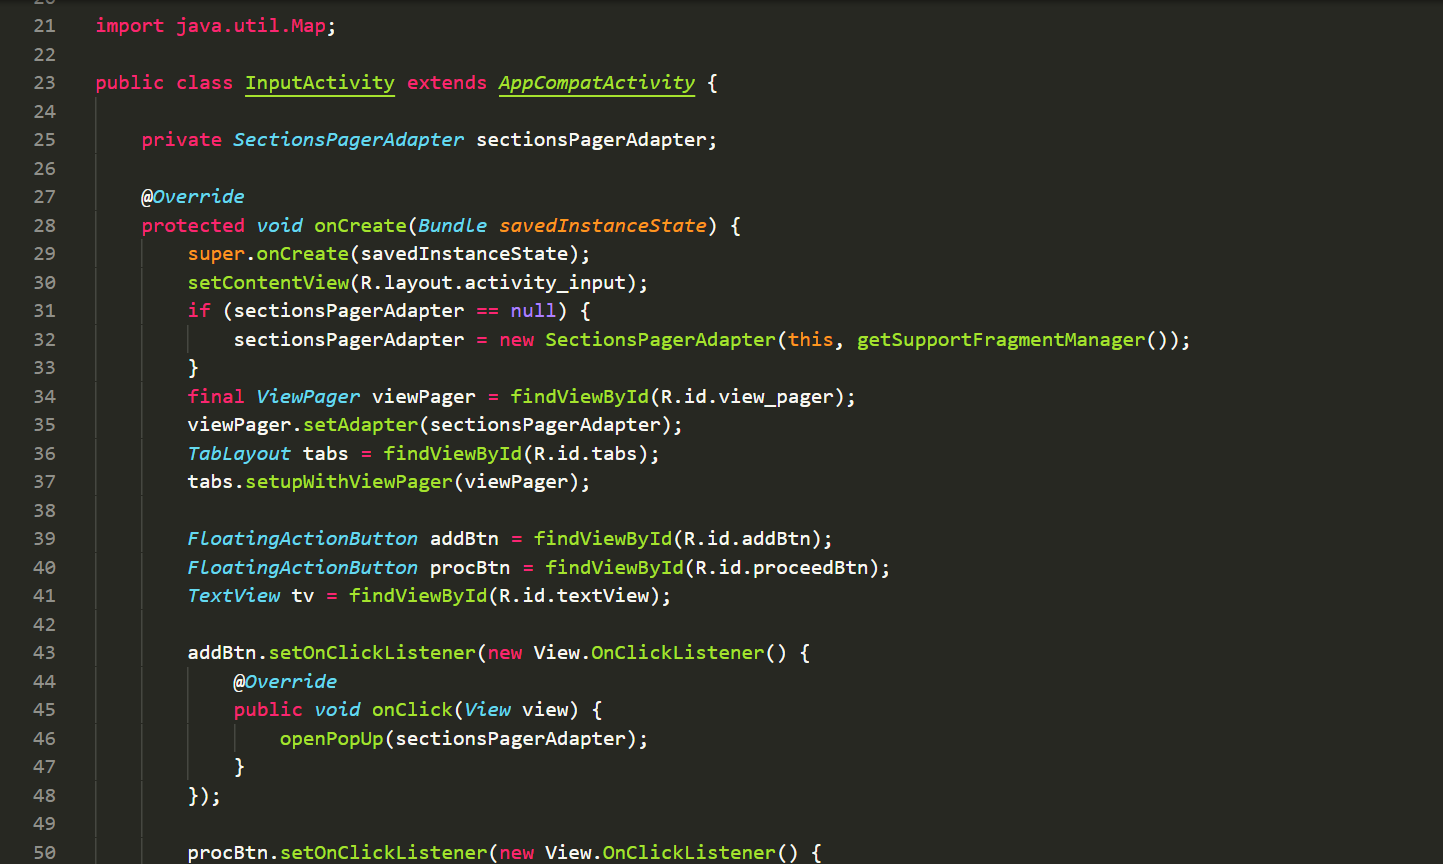 20
21 import java.util.Map;
22
23 public class InputActivity extends AppCompatActivity {
24
25     private SectionsPagerAdapter sectionsPagerAdapter;
26
27     @Override
28     protected void onCreate(Bundle savedInstanceState) {
29         super.onCreate(savedInstanceState);
30         setContentView(R.layout.activity_input);
31         if (sectionsPagerAdapter == null) {
32             sectionsPagerAdapter = new SectionsPagerAdapter(this, getSupportFragmentManager());
33         }
34         final ViewPager viewPager = findViewById(R.id.view_pager);
35         viewPager.setAdapter(sectionsPagerAdapter);
36         TabLayout tabs = findViewById(R.id.tabs);
37         tabs.setupWithViewPager(viewPager);
38
39         FloatingActionButton addBtn = findViewById(R.id.addBtn);
40         FloatingActionButton procBtn = findViewById(R.id.proceedBtn);
41         TextView tv = findViewById(R.id.textView);
42
43         addBtn.setOnClickListener(new View.OnClickListener() {
44             @Override
45             public void onClick(View view) {
46                 openPopUp(sectionsPagerAdapter);
47             }
48         });
49
50         procBtn.setOnClickListener(new View.OnClickListener() {